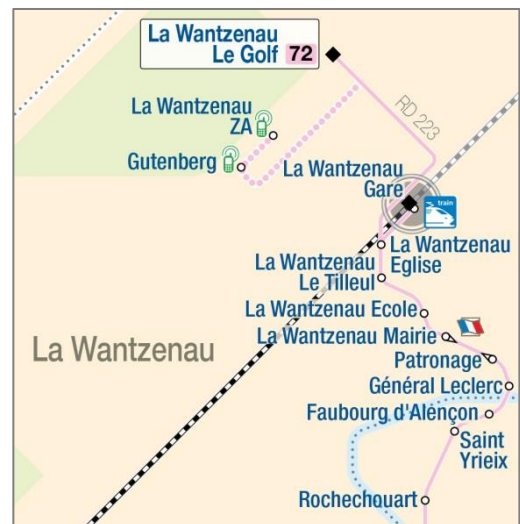 La Wantzenau
Le Golf 72
La Wantzenau
ZA
Gutenberg
RD 223
La Wantzenau
Gare
train
La Wantzenau
Eglise
La Wantzenau
Le Tilleul
La Wantzenau Ecole
La Wantzenau Mairie
La Wantzenau
Patronage
Général Leclerc
Faubourg d'Alençon
Saint
Yrieix
Rochechouart